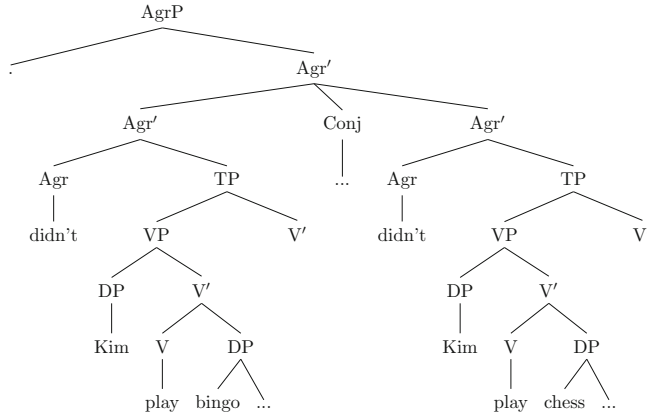 AgrP
. Agr′
Agr′ Conj Agr′
Agr TP ... Agr TP
didn't VP V′ didn't VP V
DP V′ DP V′
Kim V DP Kim V DP
play bingo ... play chess ...